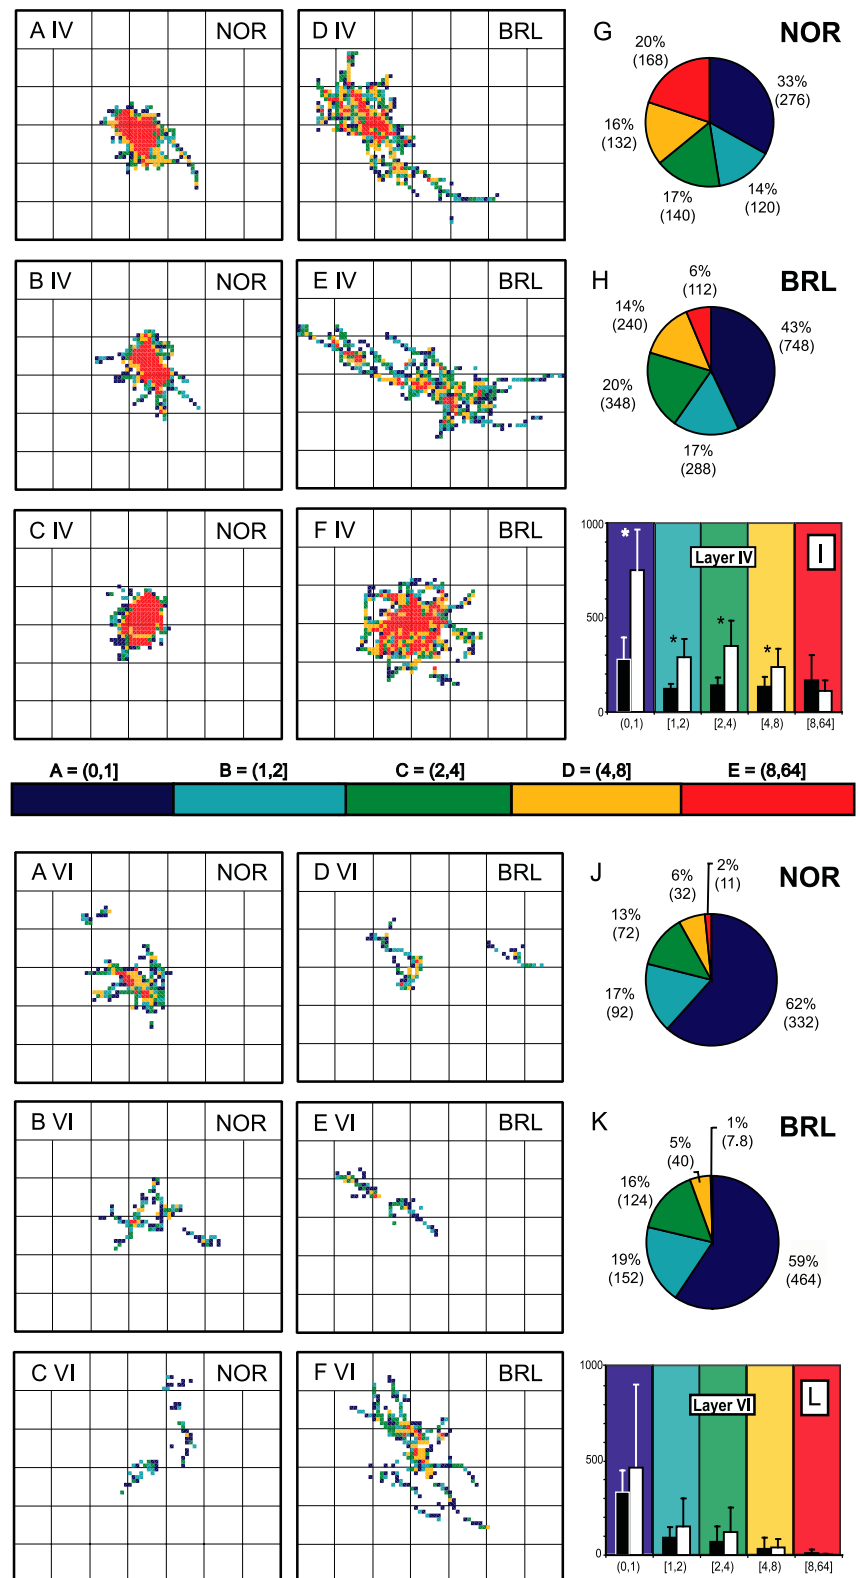 A IV NOR
D IV BRL
G NOR
20%
(168)
33%
(276)
16%
(132)
17%
(140)
14%
(120)
B IV NOR
E IV BRL
H BRL
6%
(112)
14%
(240)
43%
(748)
20%
(348)
17%
(288)
C IV NOR
F IV BRL
1000
500
0
*
*
*
*
Layer IV
I
(0,1) [1,2) [2,4) [4,8) [8,64]
A = (0,1] B = (1,2] C = (2,4] D = (4,8] E = (8,64]
A VI NOR
D VI BRL
J NOR
2%
(11)
6%
(32)
13%
(72)
17%
(92)
62%
(332)
B VI NOR
E VI BRL
K BRL
1%
(7.8)
5%
(40)
16%
(124)
19%
(152)
59%
(464)
C VI NOR
F VI BRL
1000
500
0
Layer VI
L
(0,1) [1,2) [2,4) [4,8) [8,64]